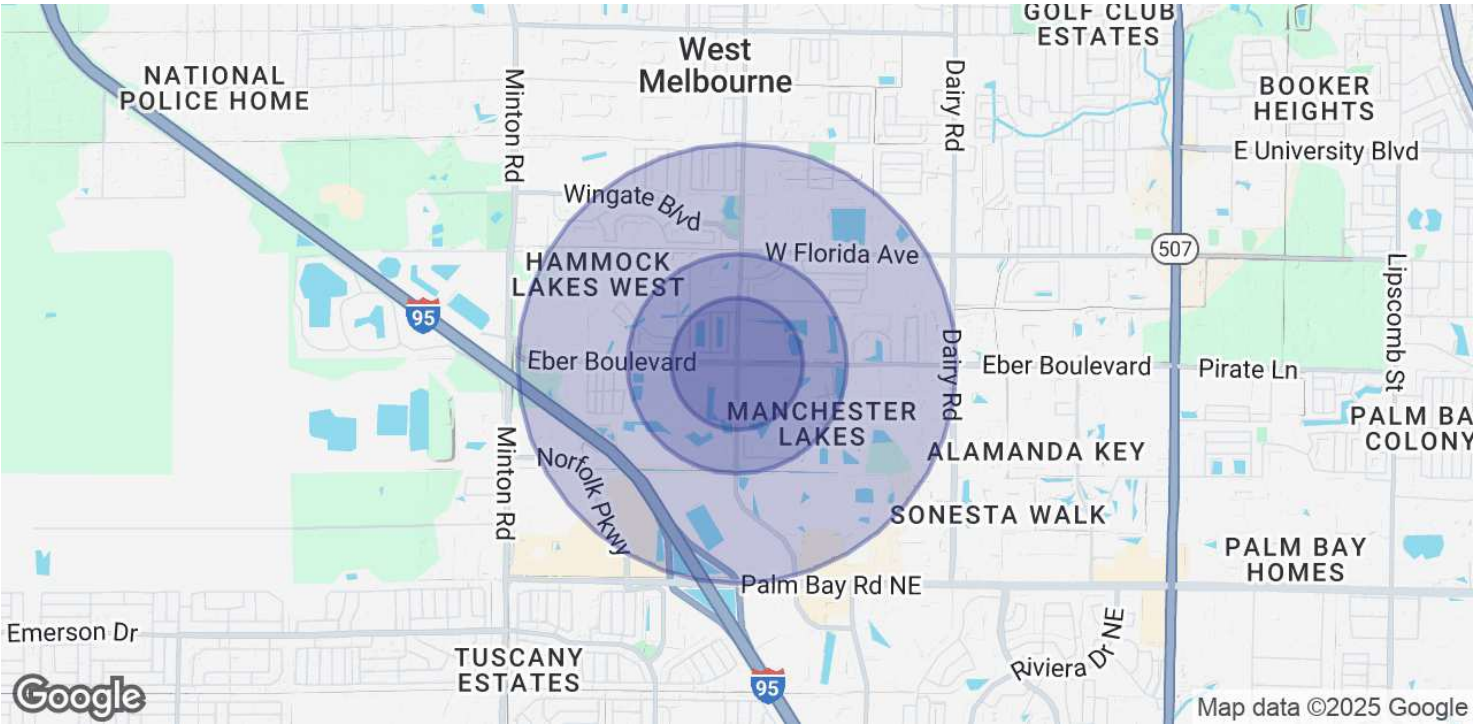 GOLF CLUB
ESTATES
West
Melbourne
NATIONAL
POLICE HOME
Minton Rd
Dairy Rd
BOOKER
HEIGHTS
E University Blvd
Wingate Blvd
W Florida Ave
507
HAMMOCK
LAKES WEST
Lipscomb St
95
Eber Boulevard
Dairy Rd
Eber Boulevard
Pirate Ln
MANCHESTER
LAKES
PALM BA
COLONY
ALAMANDA KEY
Minton Rd
Norfolk Pkwy
SONESTA WALK
PALM BAY
HOMES
Palm Bay Rd NE
Emerson Dr
TUSCANY
ESTATES
Riviera Dr NE
95
Google
Map data ©2025 Google